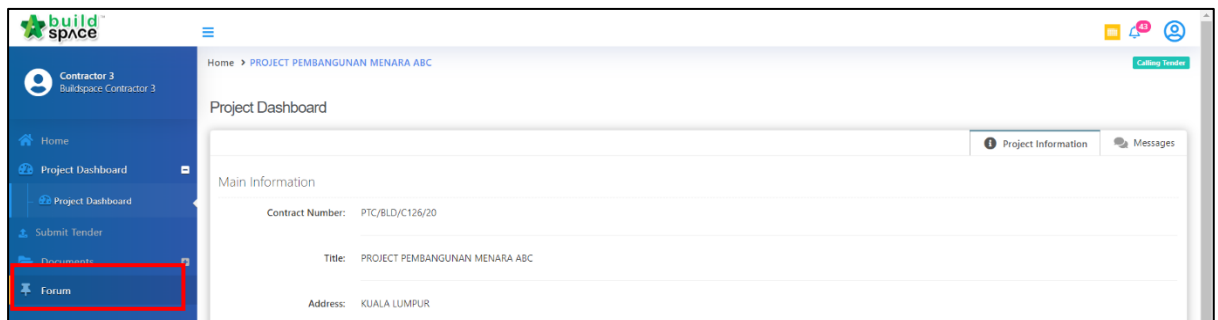 build
space
43
Contractor 3
Buildspace Contractor 3
Home > PROJECT PEMBANGUNAN MENARA ABC
Calling Tender
Project Dashboard
Home
Project Dashboard
Project Dashboard
Submit Tender
Documents
Forum
Project Information
Messages
Main Information
Contract Number: PTC/BLD/C126/20
Title: PROJECT PEMBANGUNAN MENARA ABC
Address: KUALA LUMPUR